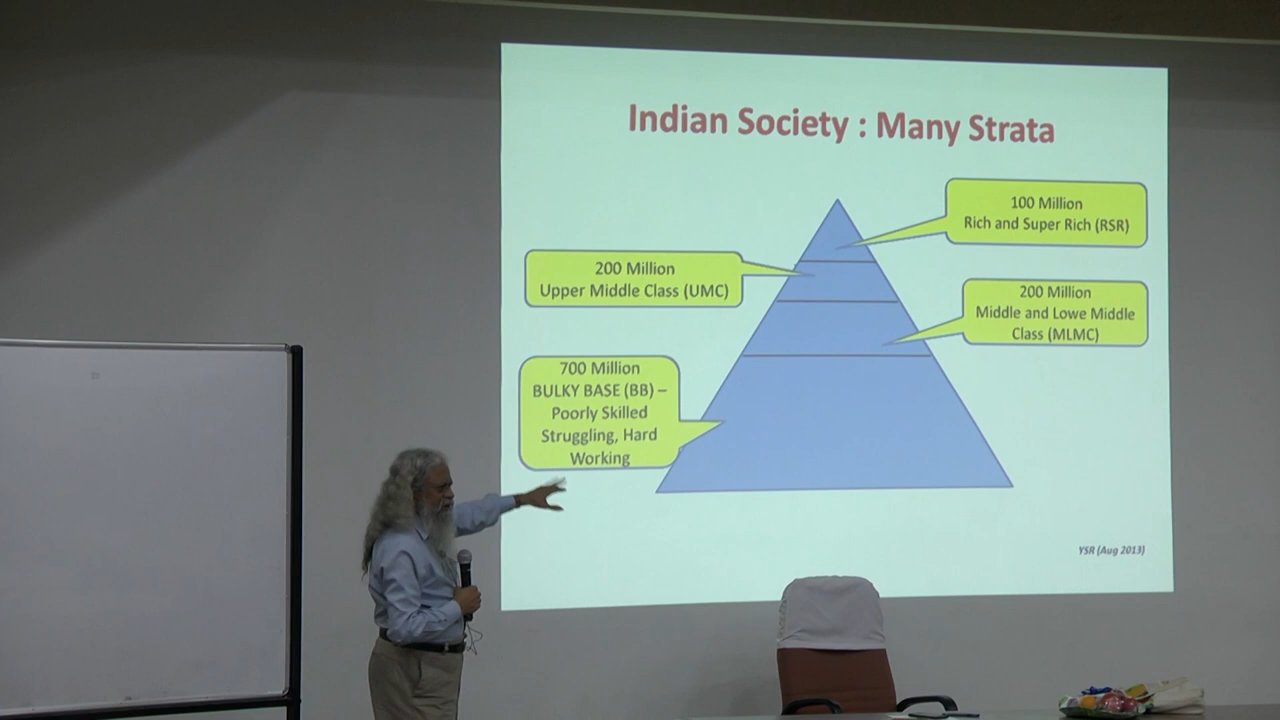 Indian Society : Many Strata
100 Million
Rich and Super Rich (RSR)
200 Million
Upper Middle Class (UMC)
200 Million
Middle and Lowe Middle
Class (MLMC)
700 Million
BULKY BASE (BB) –
Poorly Skilled
Struggling, Hard
Working
YSR (Aug 2013)